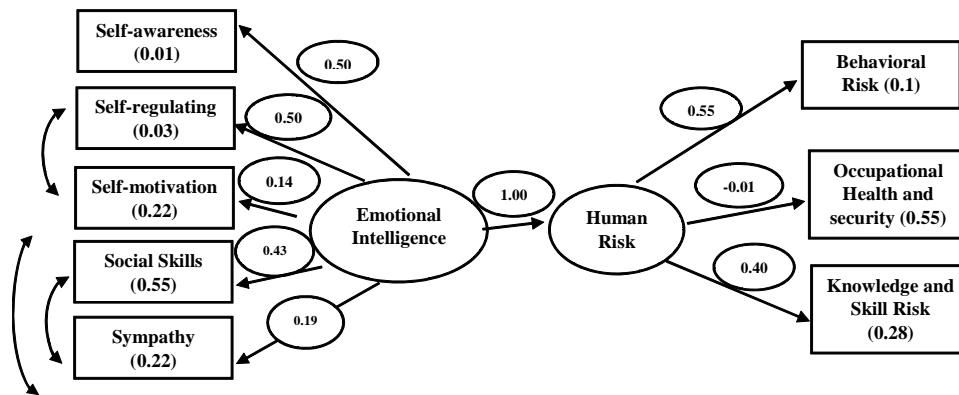 Self-awareness
(0.01)
0.50
Self-regulating
(0.03)
0.50
Self-motivation
(0.22)
0.14
Social Skills
(0.55)
0.43
Sympathy
(0.22)
0.19
Emotional
Intelligence
1.00
Human
Risk
0.55
Behavioral
Risk (0.1)
-0.01
Occupational
Health and
security (0.55)
0.40
Knowledge and
Skill Risk
(0.28)